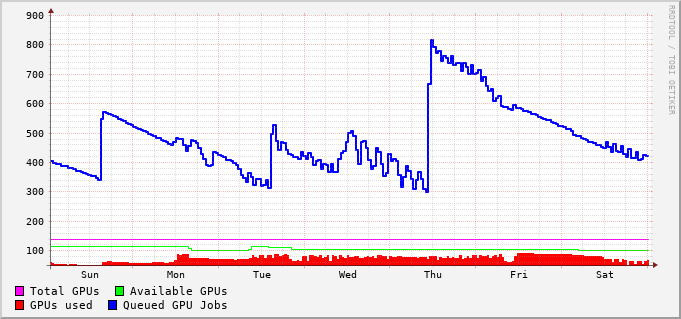 900
800
700
600
500
400
300
200
100
Sun Mon Tue Wed Thu Fri Sat
Total GPUs Available GPUs
GPUs used Queued GPU Jobs
RRDTOOL / TOBI OETIKER